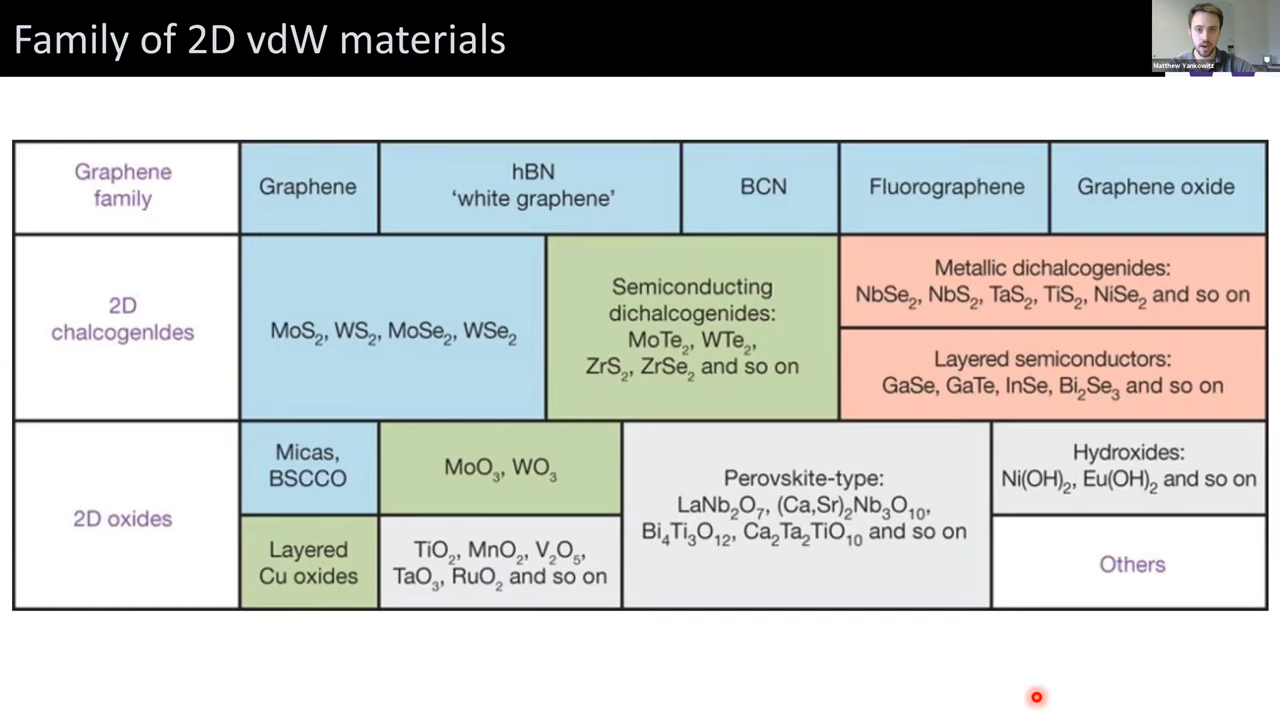 Family of 2D vdW materials
Matthew Yankowitz
Graphene
family
Graphene
hBN
‘white graphene’
BCN
Fluorographene
Graphene oxide
2D
chalcogenIdes
MoS₂, WS₂, MoSe₂, WSe₂
Semiconducting
dichalcogenides:
MoTe₂, WTe₂,
ZrS₂, ZrSe₂ and so on
Metallic dichalcogenides:
NbSe₂, NbS₂, TaS₂, TiS₂, NiSe₂ and so on
Layered semiconductors:
GaSe, GaTe, InSe, Bi₂Se₃ and so on
2D oxides
Micas,
BSCCO
MoO₃, WO₃
Perovskite-type:
LaNb₂O₇, (Ca,Sr)₂Nb₃O₁₀,
Bi₄Ti₃O₁₂, Ca₂Ta₂TiO₁₀ and so on
Hydroxides:
Ni(OH)₂, Eu(OH)₂ and so on
Layered
Cu oxides
TiO₂, MnO₂, V₂O₅,
TaO₃, RuO₂ and so on
Others